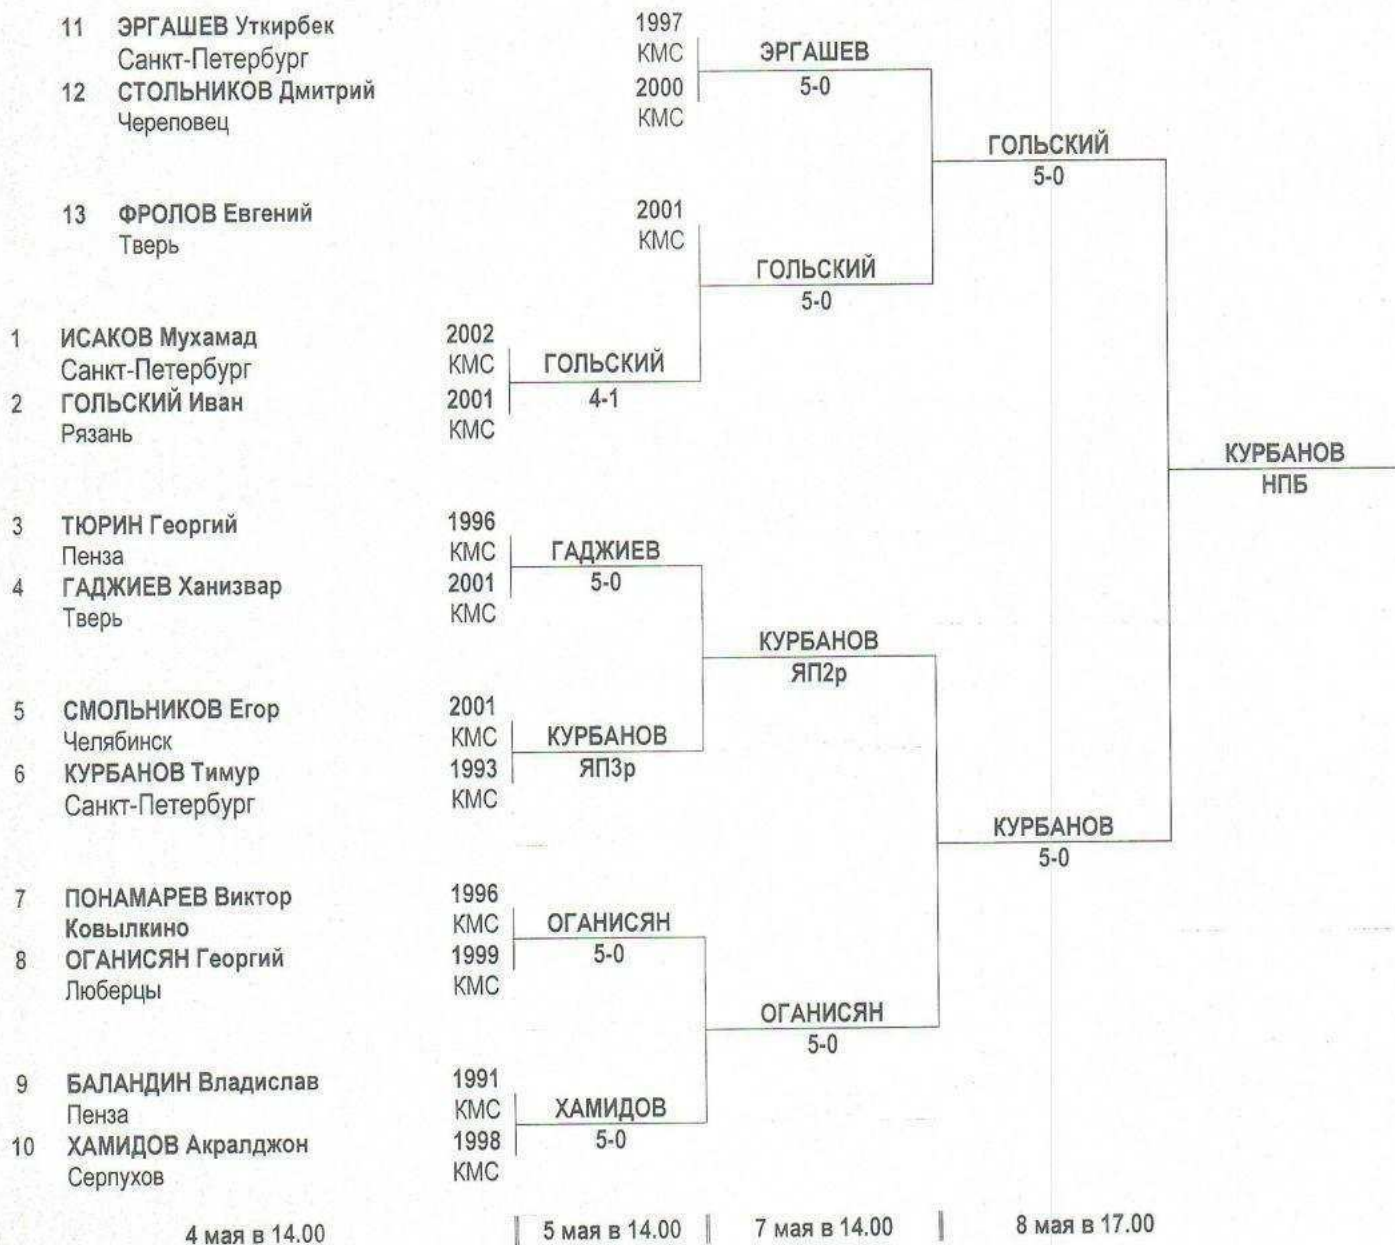 11 ЭРГАШЕВ Уткирбек 1997
Санкт-Петербург КМС ЭРГАШЕВ
12 СТОЛЬНИКОВ Дмитрий 2000 5-0
Череповец КМС
ГОЛЬСКИЙ
5-0
13 ФРОЛОВ Евгений 2001
Тверь КМС
ГОЛЬСКИЙ
5-0
1 ИСАКОВ Мухамад 2002
Санкт-Петербург КМС ГОЛЬСКИЙ
2 ГОЛЬСКИЙ Иван 2001 4-1
Рязань КМС
КУРБАНОВ
НПБ
3 ТЮРИН Георгий 1996
Пенза КМС ГАДЖИЕВ
4 ГАДЖИЕВ Ханизвар 2001 5-0
Тверь КМС
КУРБАНОВ
ЯП2р
5 СМОЛЬНИКОВ Егор 2001
Челябинск КМС КУРБАНОВ
6 КУРБАНОВ Тимур 1993 ЯП3р
Санкт-Петербург КМС
КУРБАНОВ
5-0
7 ПОНАМАРЕВ Виктор 1996
Ковылкино КМС ОГАНИСЯН
8 ОГАНИСЯН Георгий 1999 5-0
Люберцы КМС
ОГАНИСЯН
5-0
9 БАЛАНДИН Владислав 1991
Пенза КМС ХАМИДОВ
10 ХАМИДОВ Акралджон 1998 5-0
Серпухов КМС
4 мая в 14.00 5 мая в 14.00 7 мая в 14.00 8 мая в 17.00